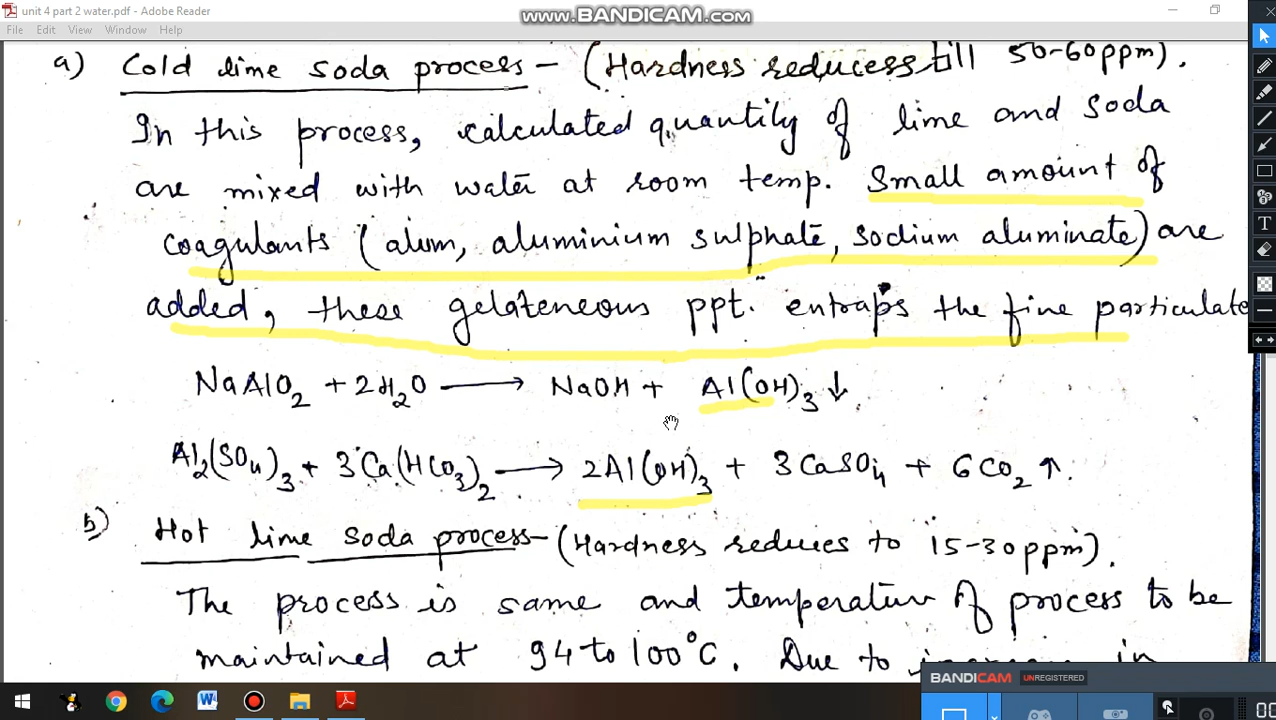 unit 4 part 2 water.pdf - Adobe Reader
www.BANDICAM.com
File Edit View Window Help
a) Cold lime soda process - (Hardness reducess till 50-60ppm).
In this process, calculated quantity of lime and soda
are mixed with water at room temp. Small amount of
coagulants (alum, aluminium sulphate, sodium aluminate) are
added, these gelateneous ppt. entraps the fine particulate
NaAlO2 + 2H2O ⟶ NaOH + Al(OH)3 ↓
Al2(SO4)3 + 3Ca(HCO3)2 ⟶ 2Al(OH)3 + 3CaSO4 + 6CO2 ↑.
b) Hot lime soda process - (Hardness reduces to 15-30ppm).
The process is same and temperature of process to be
maintained at 94 to 100°C. Due to increase in
BANDICAM UNREGISTERED
00